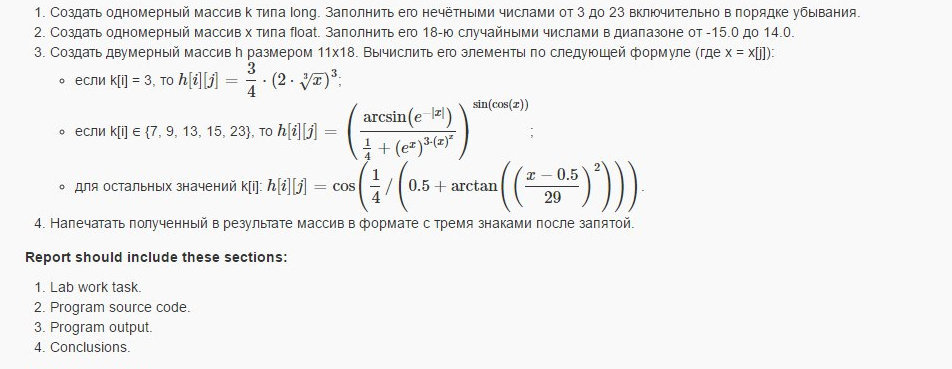 1. Создать одномерный массив k типа long. Заполнить его нечётными числами от 3 до 23 включительно в порядке убывания.
2. Создать одномерный массив x типа float. Заполнить его 18-ю случайными числами в диапазоне от -15.0 до 14.0.
3. Создать двумерный массив h размером 11x18. Вычислить его элементы по следующей формуле (где x = x[j]):
если k[i] = 3, то h[i][j] = 3/4 · (2 · ∛x)³;
если k[i] ∈ {7, 9, 13, 15, 23}, то h[i][j] = (arcsin(e^(−|x|)) / (1/4 + (e^x)^(3·(x)^x)))^sin(cos(x)) ;
для остальных значений k[i]: h[i][j] = cos(1/4 / (0.5 + arctan(((x − 0.5)/29)²))).
4. Напечатать полученный в результате массив в формате с тремя знаками после запятой.
Report should include these sections:
1. Lab work task.
2. Program source code.
3. Program output.
4. Conclusions.